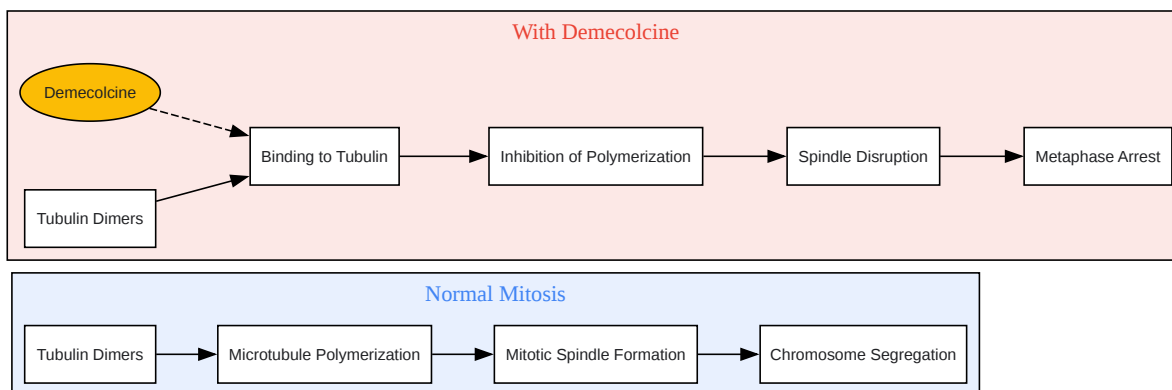 With Demecolcine
Demecolcine
Binding to Tubulin
Inhibition of Polymerization
Spindle Disruption
Metaphase Arrest
Tubulin Dimers
Normal Mitosis
Tubulin Dimers
Microtubule Polymerization
Mitotic Spindle Formation
Chromosome Segregation